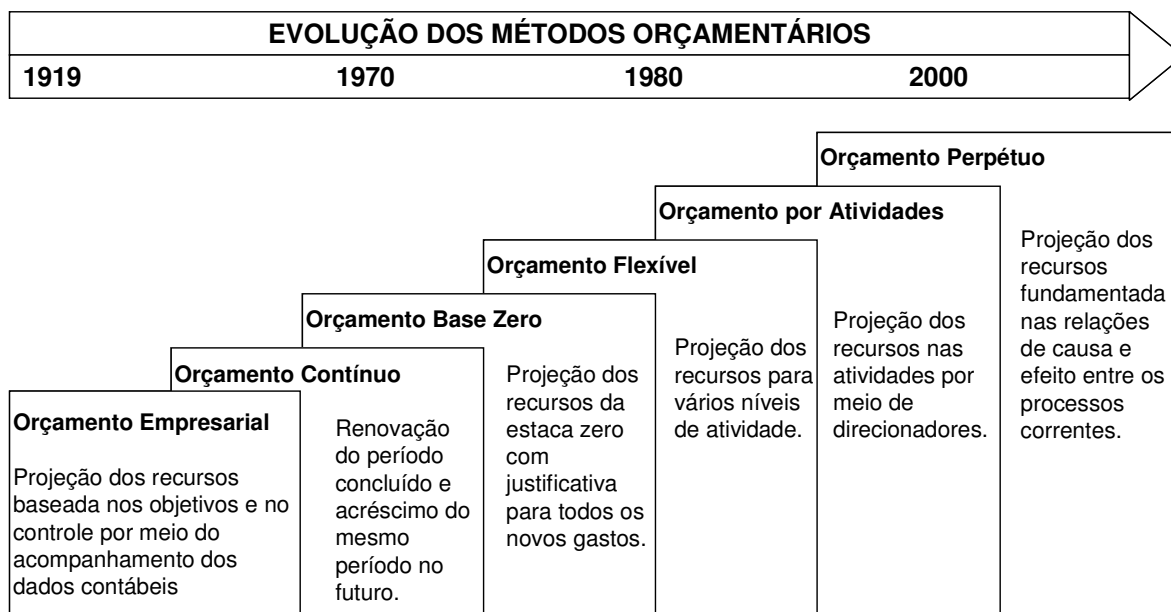 EVOLUÇÃO DOS MÉTODOS ORÇAMENTÁRIOS
1919 1970 1980 2000
Orçamento Empresarial
Projeção dos recursos
baseada nos objetivos e no
controle por meio do
acompanhamento dos
dados contábeis
Orçamento Contínuo
Renovação
do período
concluído e
acréscimo do
mesmo
período no
futuro.
Orçamento Base Zero
Projeção dos
recursos da
estaca zero
com
justificativa
para todos os
novos gastos.
Orçamento Flexível
Projeção dos
recursos para
vários níveis
de atividade.
Orçamento por Atividades
Projeção dos
recursos nas
atividades por
meio de
direcionadores.
Orçamento Perpétuo
Projeção dos
recursos
fundamentada
nas relações
de causa e
efeito entre os
processos
correntes.